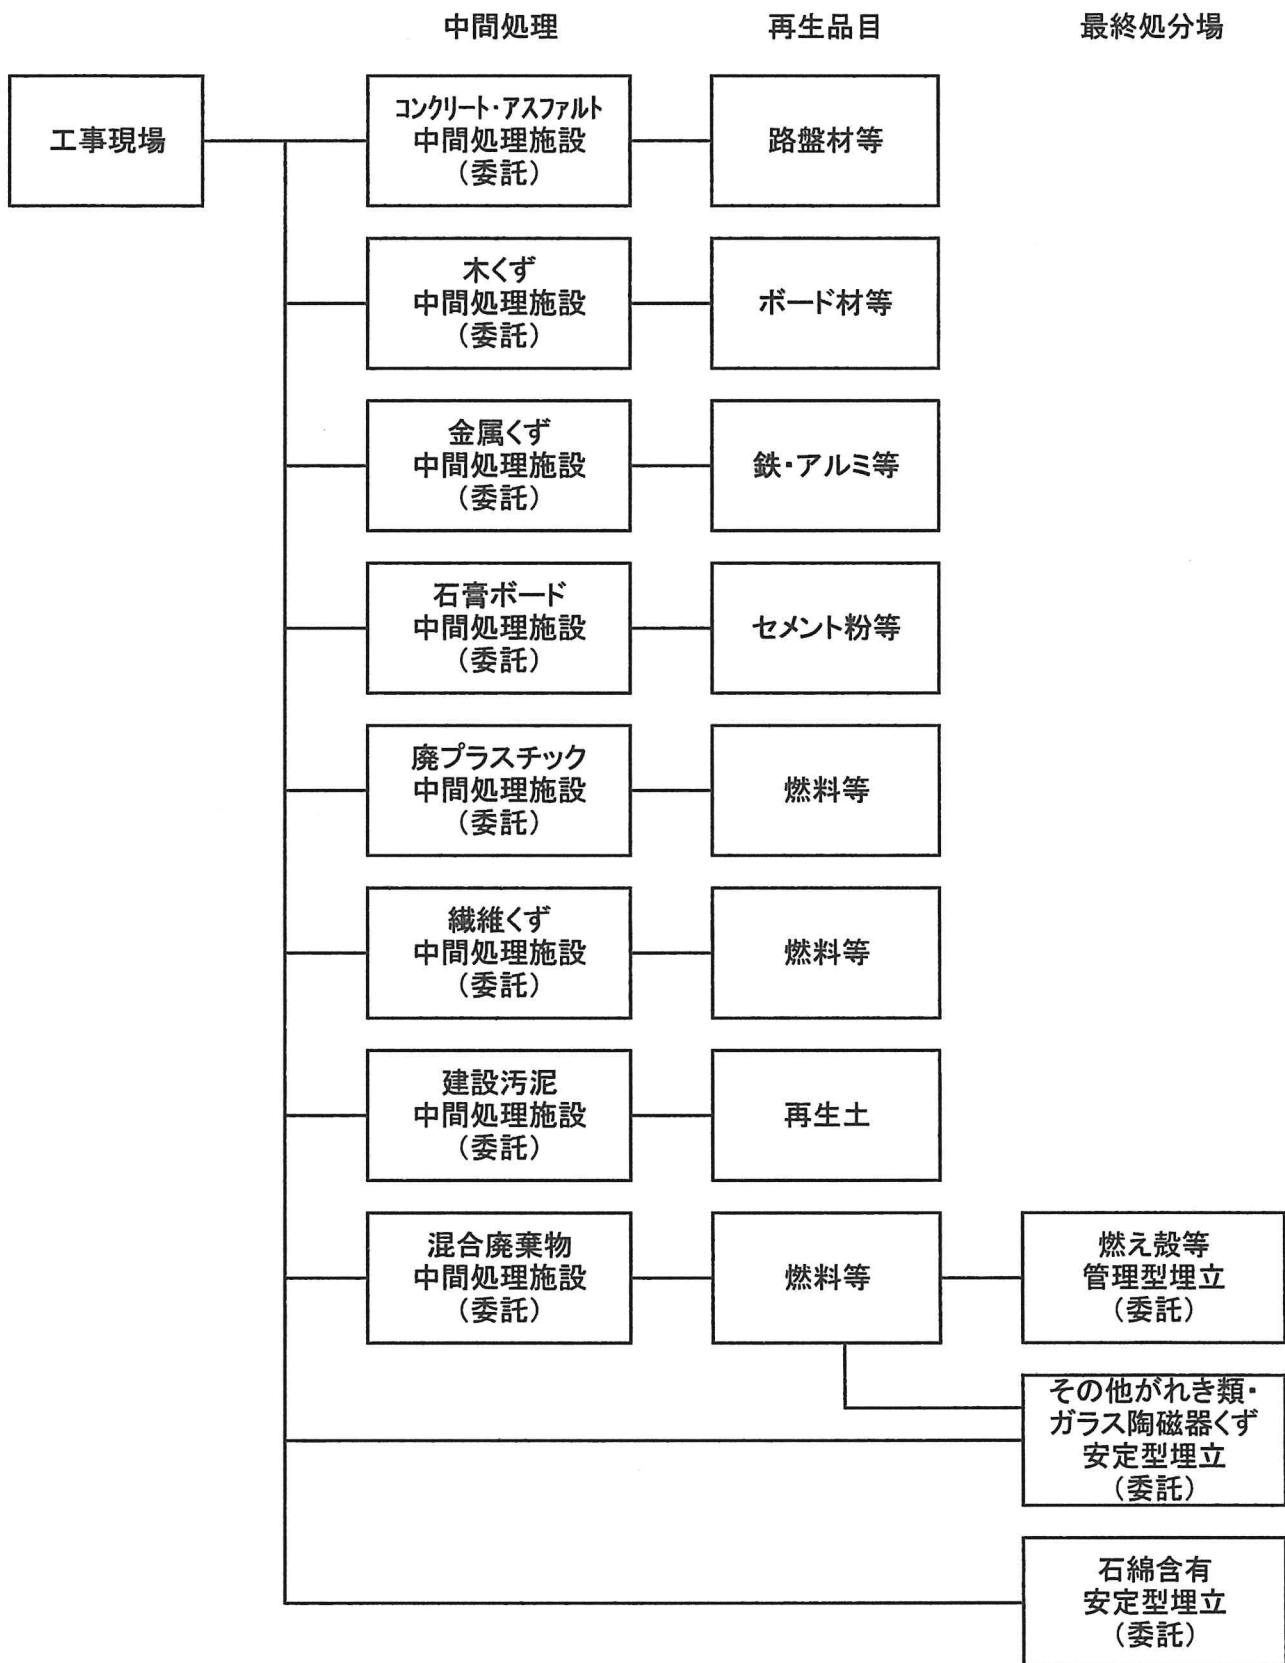 中間処理
再生品目
最終処分場
工事現場
コンクリート・アスファルト
中間処理施設
(委託)
路盤材等
木くず
中間処理施設
(委託)
ボード材等
金属くず
中間処理施設
(委託)
鉄・アルミ等
石膏ボード
中間処理施設
(委託)
セメント粉等
廃プラスチック
中間処理施設
(委託)
燃料等
繊維くず
中間処理施設
(委託)
燃料等
建設汚泥
中間処理施設
(委託)
再生土
混合廃棄物
中間処理施設
(委託)
燃料等
燃え殻等
管理型埋立
(委託)
その他がれき類・
ガラス陶磁器くず
安定型埋立
(委託)
石綿含有
安定型埋立
(委託)